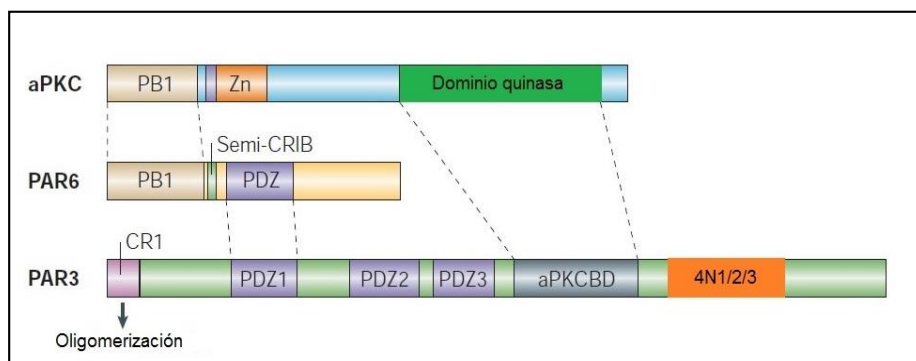 aPKC
PB1
Zn
Dominio quinasa
Semi-CRIB
PAR6
PB1
PDZ
CR1
PAR3
PDZ1
PDZ2
PDZ3
aPKCBD
4N1/2/3
Oligomerización